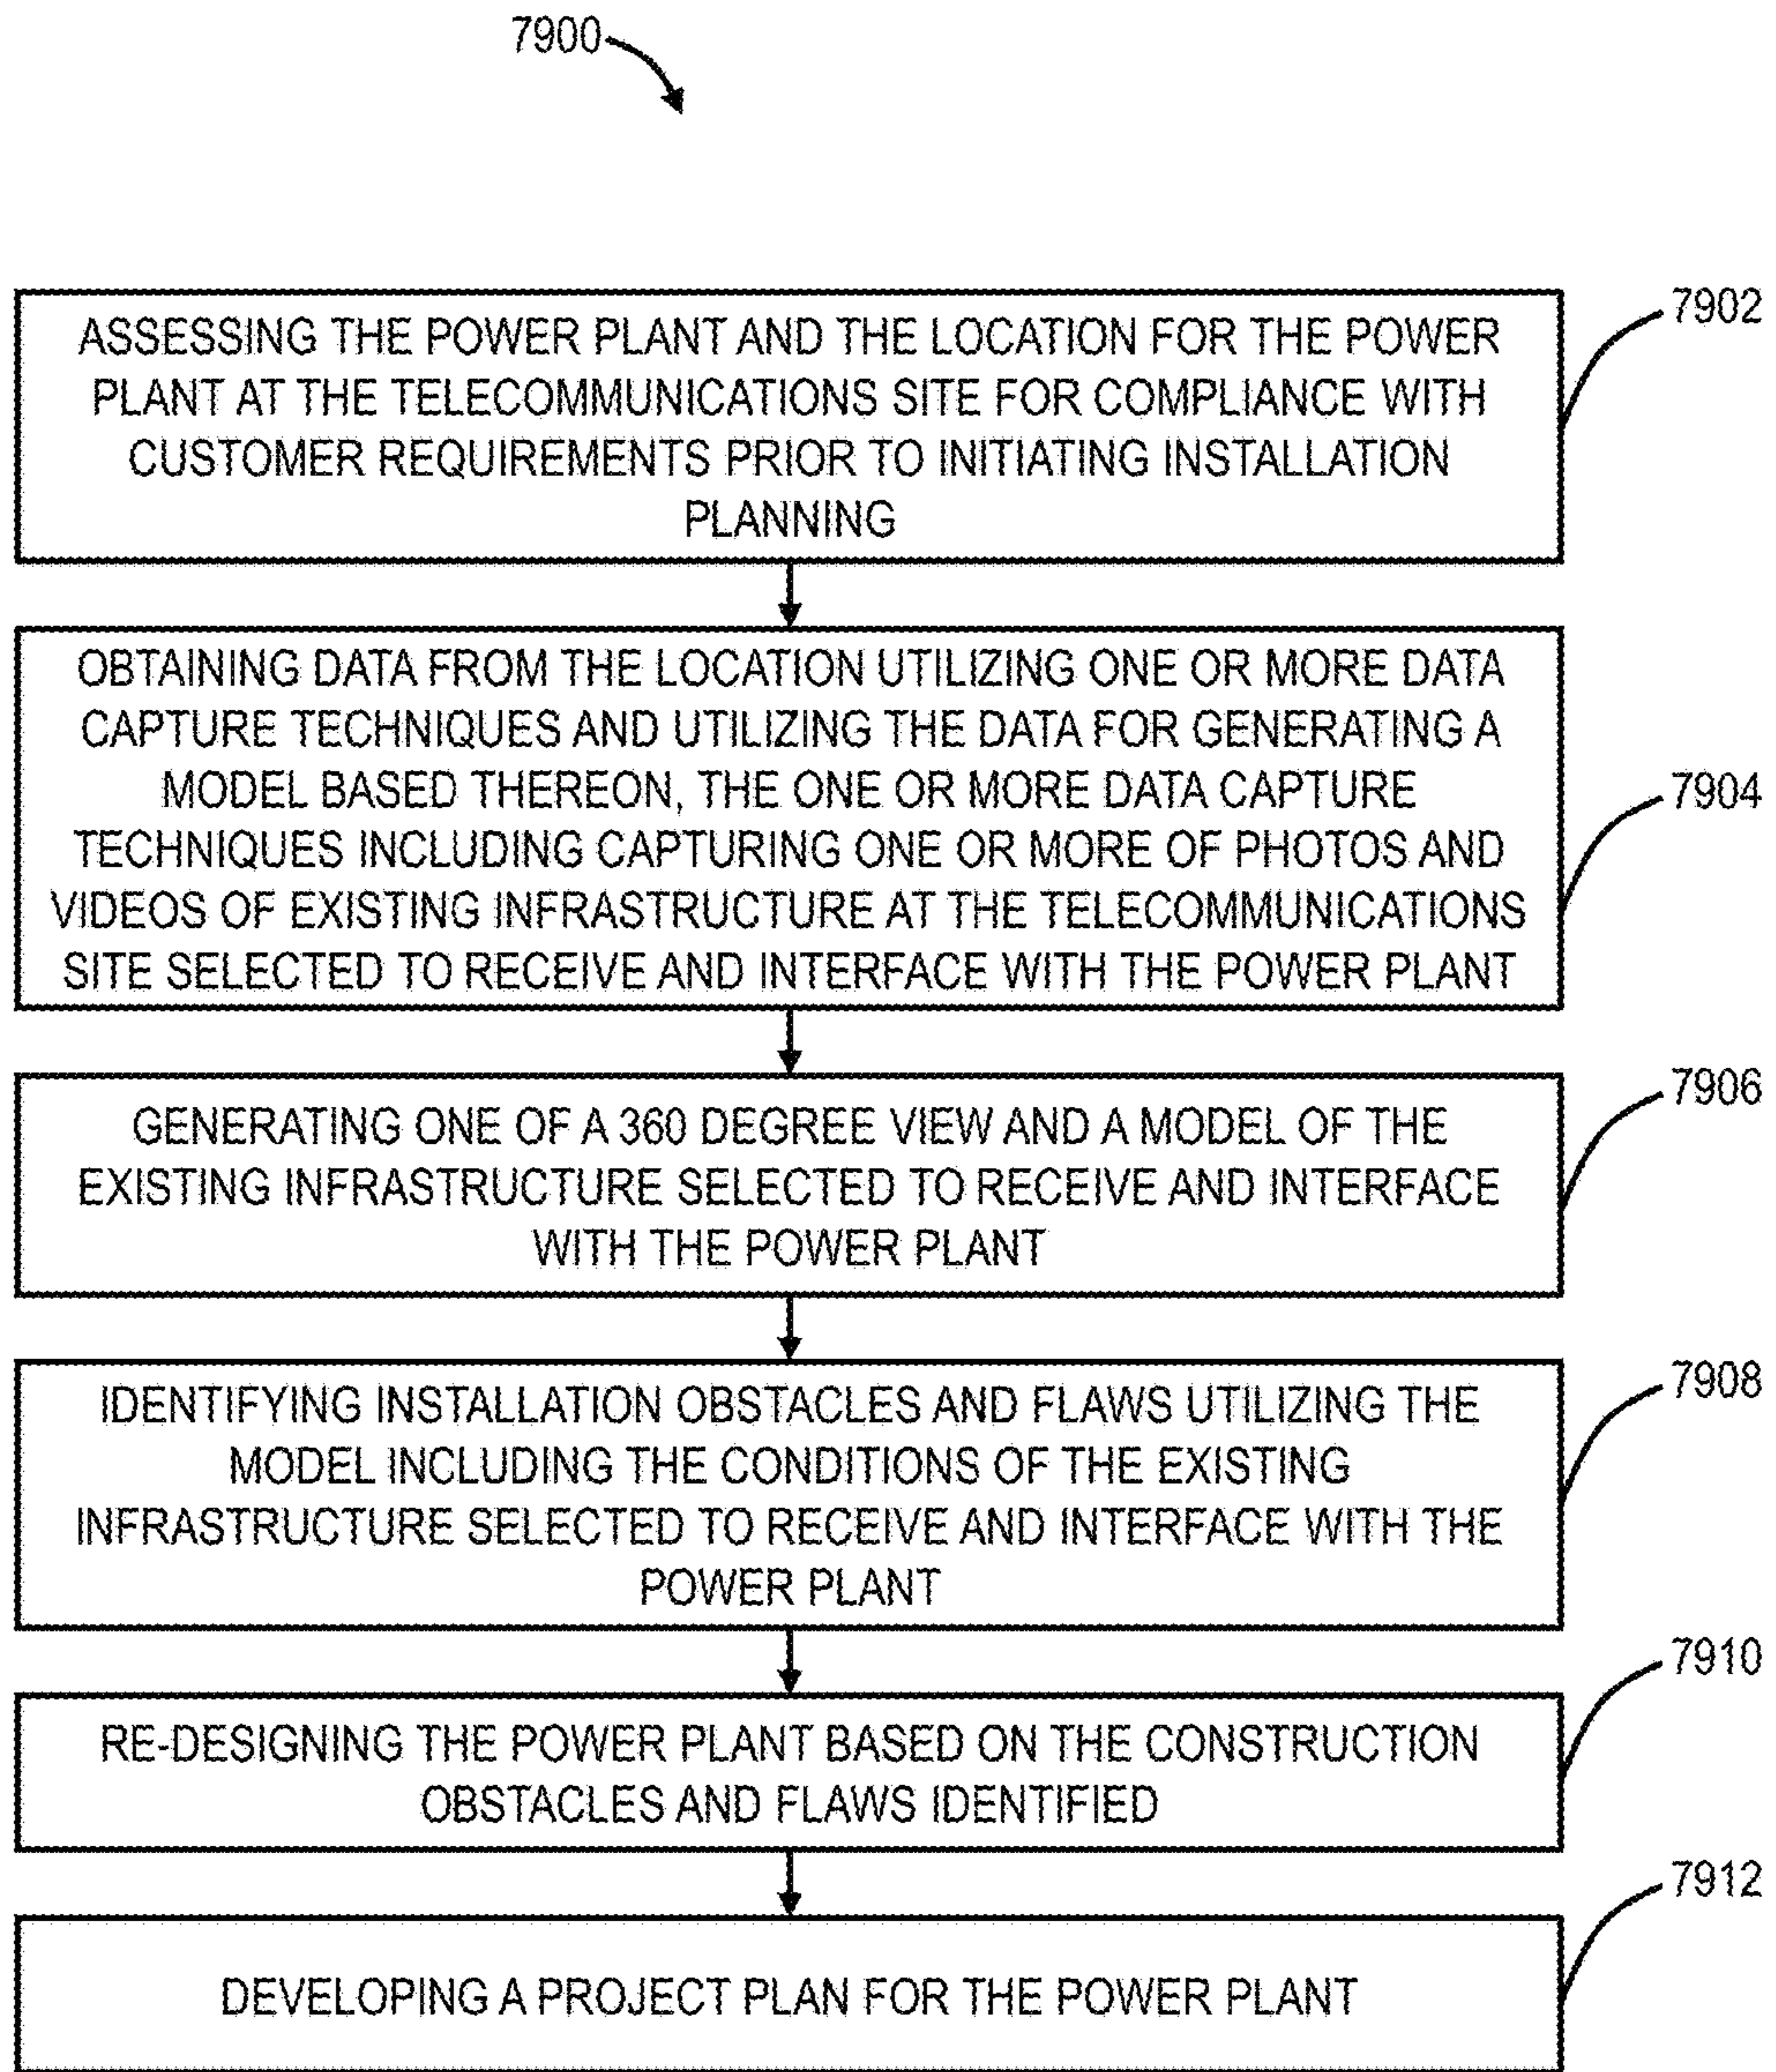 7900
ASSESSING THE POWER PLANT AND THE LOCATION FOR THE POWER
PLANT AT THE TELECOMMUNICATIONS SITE FOR COMPLIANCE WITH
CUSTOMER REQUIREMENTS PRIOR TO INITIATING INSTALLATION
PLANNING
7902
OBTAINING DATA FROM THE LOCATION UTILIZING ONE OR MORE DATA
CAPTURE TECHNIQUES AND UTILIZING THE DATA FOR GENERATING A
MODEL BASED THEREON, THE ONE OR MORE DATA CAPTURE
TECHNIQUES INCLUDING CAPTURING ONE OR MORE OF PHOTOS AND
VIDEOS OF EXISTING INFRASTRUCTURE AT THE TELECOMMUNICATIONS
SITE SELECTED TO RECEIVE AND INTERFACE WITH THE POWER PLANT
7904
GENERATING ONE OF A 360 DEGREE VIEW AND A MODEL OF THE
EXISTING INFRASTRUCTURE SELECTED TO RECEIVE AND INTERFACE
WITH THE POWER PLANT
7906
IDENTIFYING INSTALLATION OBSTACLES AND FLAWS UTILIZING THE
MODEL INCLUDING THE CONDITIONS OF THE EXISTING
INFRASTRUCTURE SELECTED TO RECEIVE AND INTERFACE WITH THE
POWER PLANT
7908
RE-DESIGNING THE POWER PLANT BASED ON THE CONSTRUCTION
OBSTACLES AND FLAWS IDENTIFIED
7910
DEVELOPING A PROJECT PLAN FOR THE POWER PLANT
7912